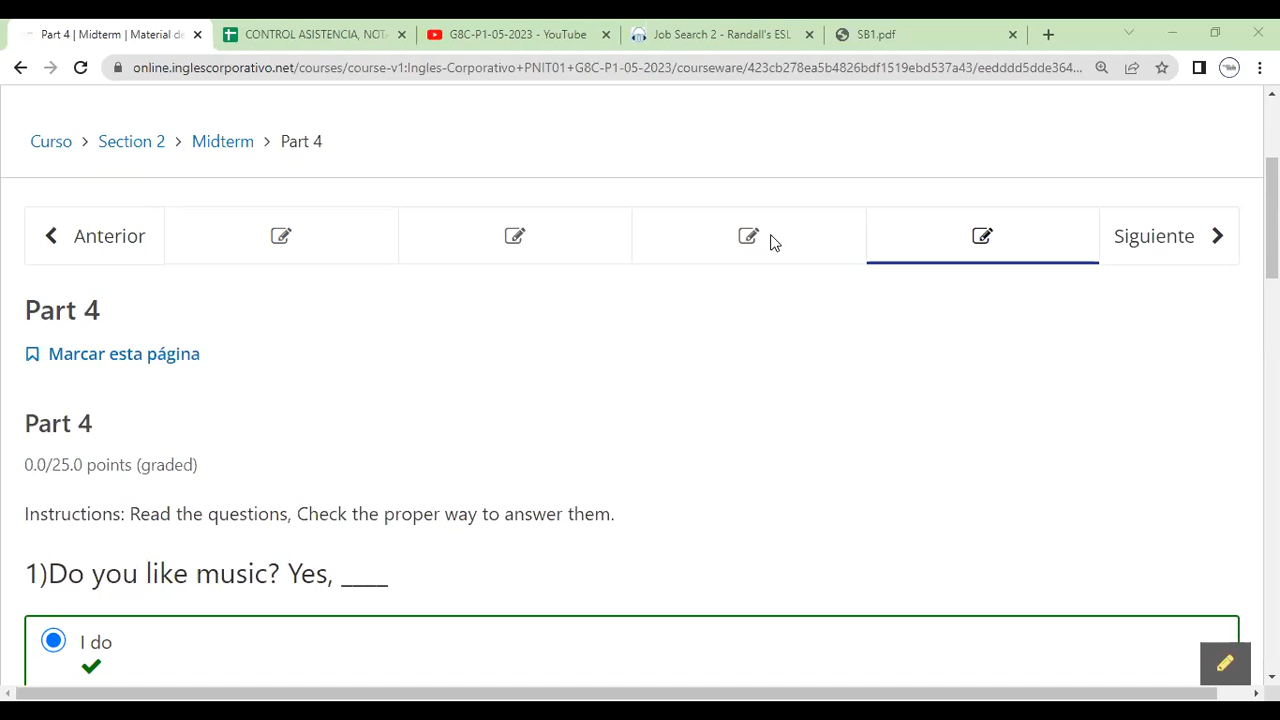 Part 4 | Midterm | Material de
CONTROL ASISTENCIA, NOT
G8C-P1-05-2023 - YouTube
Job Search 2 - Randall's ESL
SB1.pdf
online.inglescorporativo.net/courses/course-v1:Ingles-Corporativo+PNIT01+G8C-P1-05-2023/courseware/423cb278ea5b4826bdf1519ebd537a43/eedddd5dde364...
Curso > Section 2 > Midterm > Part 4
Anterior
Siguiente
Part 4
Marcar esta página
Part 4
0.0/25.0 points (graded)
Instructions: Read the questions, Check the proper way to answer them.
1)Do you like music? Yes, ____
I do